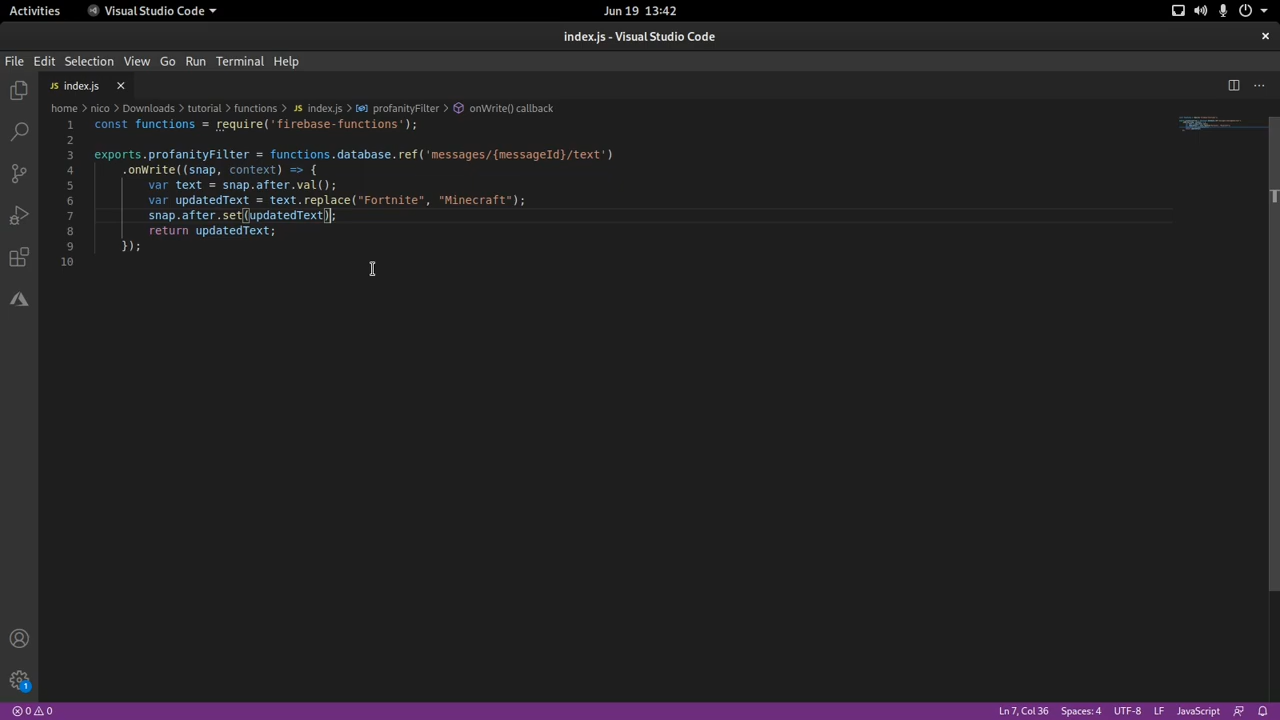 Activities Visual Studio Code Jun 19 13:42
index.js - Visual Studio Code
File Edit Selection View Go Run Terminal Help
JS index.js
home > nico > Downloads > tutorial > functions > JS index.js > profanityFilter > onWrite() callback
1 const functions = require('firebase-functions');
2
3 exports.profanityFilter = functions.database.ref('messages/{messageId}/text')
4 .onWrite((snap, context) => {
5 var text = snap.after.val();
6 var updatedText = text.replace("Fortnite", "Minecraft");
7 snap.after.set(updatedText);
8 return updatedText;
9 });
10
1
0 0 Ln 7, Col 36 Spaces: 4 UTF-8 LF JavaScript